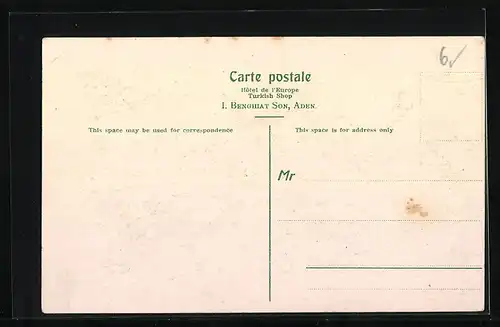 6
Carte postale
Hôtel de l'Europe
Turkish Shop
I. BENGHIAT SON, ADEN.
This space may be used for correspondence
This space is for address only
Mr